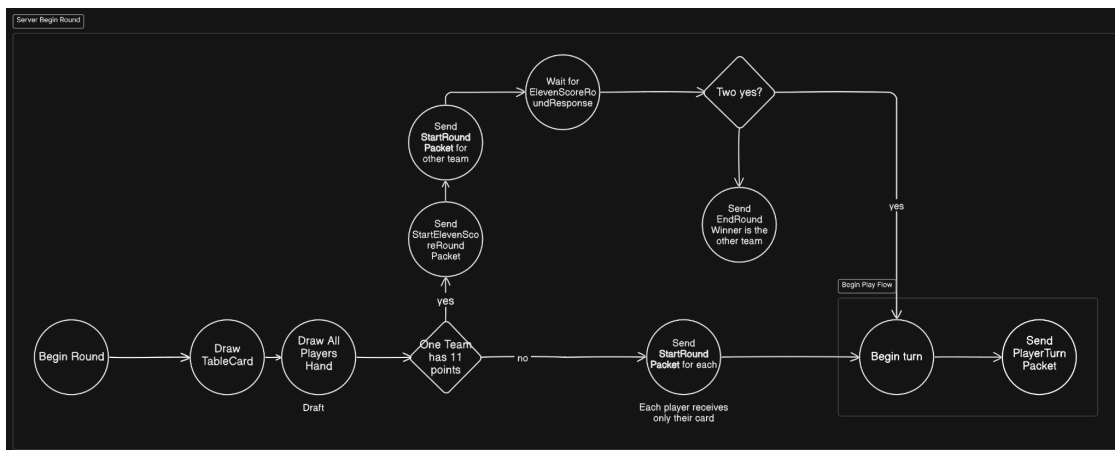 Server Begin Round
Wait for
ElevenScoreRo
undResponse
Two yes?
Send
StartRound
Packet for
other team
Send
StartElevenSco
reRound
Packet
Send
EndRound
Winner is the
other team
yes
yes
Begin Play Flow
Begin Round
Draw
TableCard
Draw All
Players
Hand
Draft
One Team
has 11
points
no
Send
StartRound
Packet for each
Each player receives
only their card
Begin turn
Send
PlayerTurn
Packet